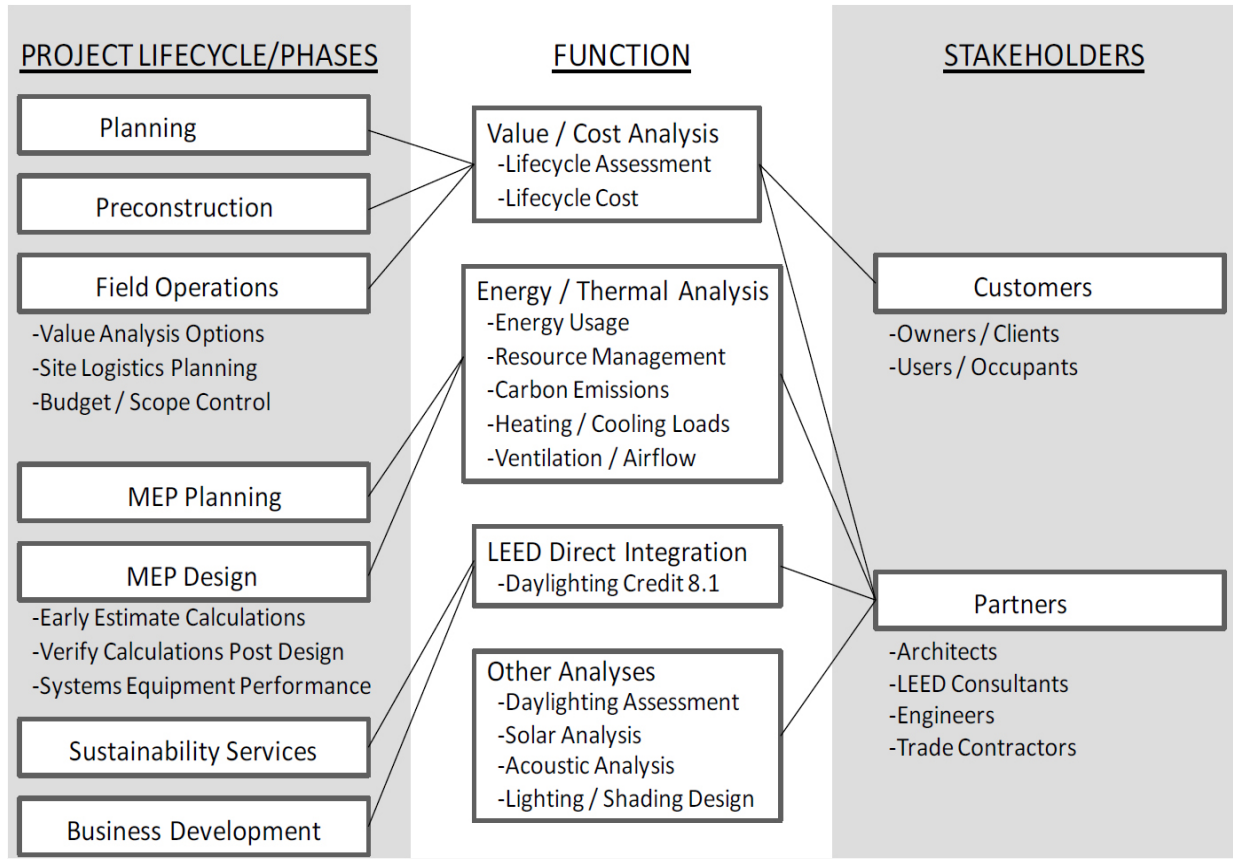 PROJECT LIFECYCLE/PHASES
Planning
Preconstruction
Field Operations
-Value Analysis Options
-Site Logistics Planning
-Budget / Scope Control
MEP Planning
MEP Design
-Early Estimate Calculations
-Verify Calculations Post Design
-Systems Equipment Performance
Sustainability Services
Business Development
FUNCTION
Value / Cost Analysis
-Lifecycle Assessment
-Lifecycle Cost
Energy / Thermal Analysis
-Energy Usage
-Resource Management
-Carbon Emissions
-Heating / Cooling Loads
-Ventilation / Airflow
LEED Direct Integration
-Daylighting Credit 8.1
Other Analyses
-Daylighting Assessment
-Solar Analysis
-Acoustic Analysis
-Lighting / Shading Design
STAKEHOLDERS
Customers
-Owners / Clients
-Users / Occupants
Partners
-Architects
-LEED Consultants
-Engineers
-Trade Contractors